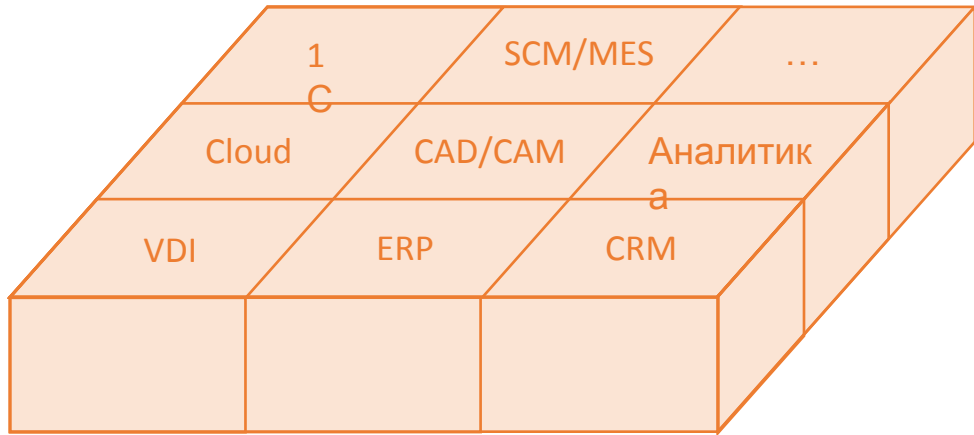 1
С
SCM/MES
...
Cloud
CAD/CAM
Аналитик
а
VDI
ERP
CRM